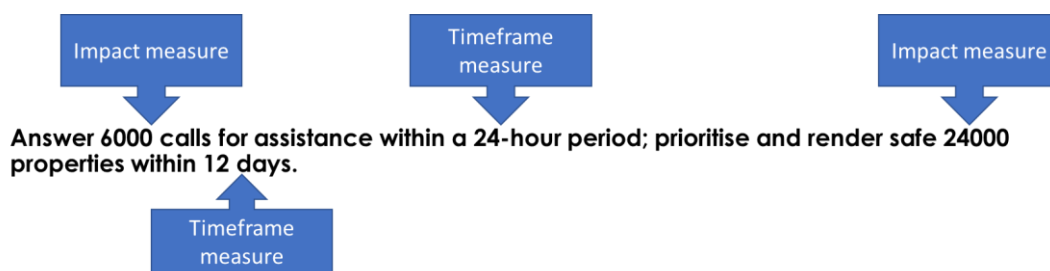 Impact measure
Timeframe
measure
Impact measure
Answer 6000 calls for assistance within a 24-hour period; prioritise and render safe 24000
properties within 12 days.
Timeframe
measure